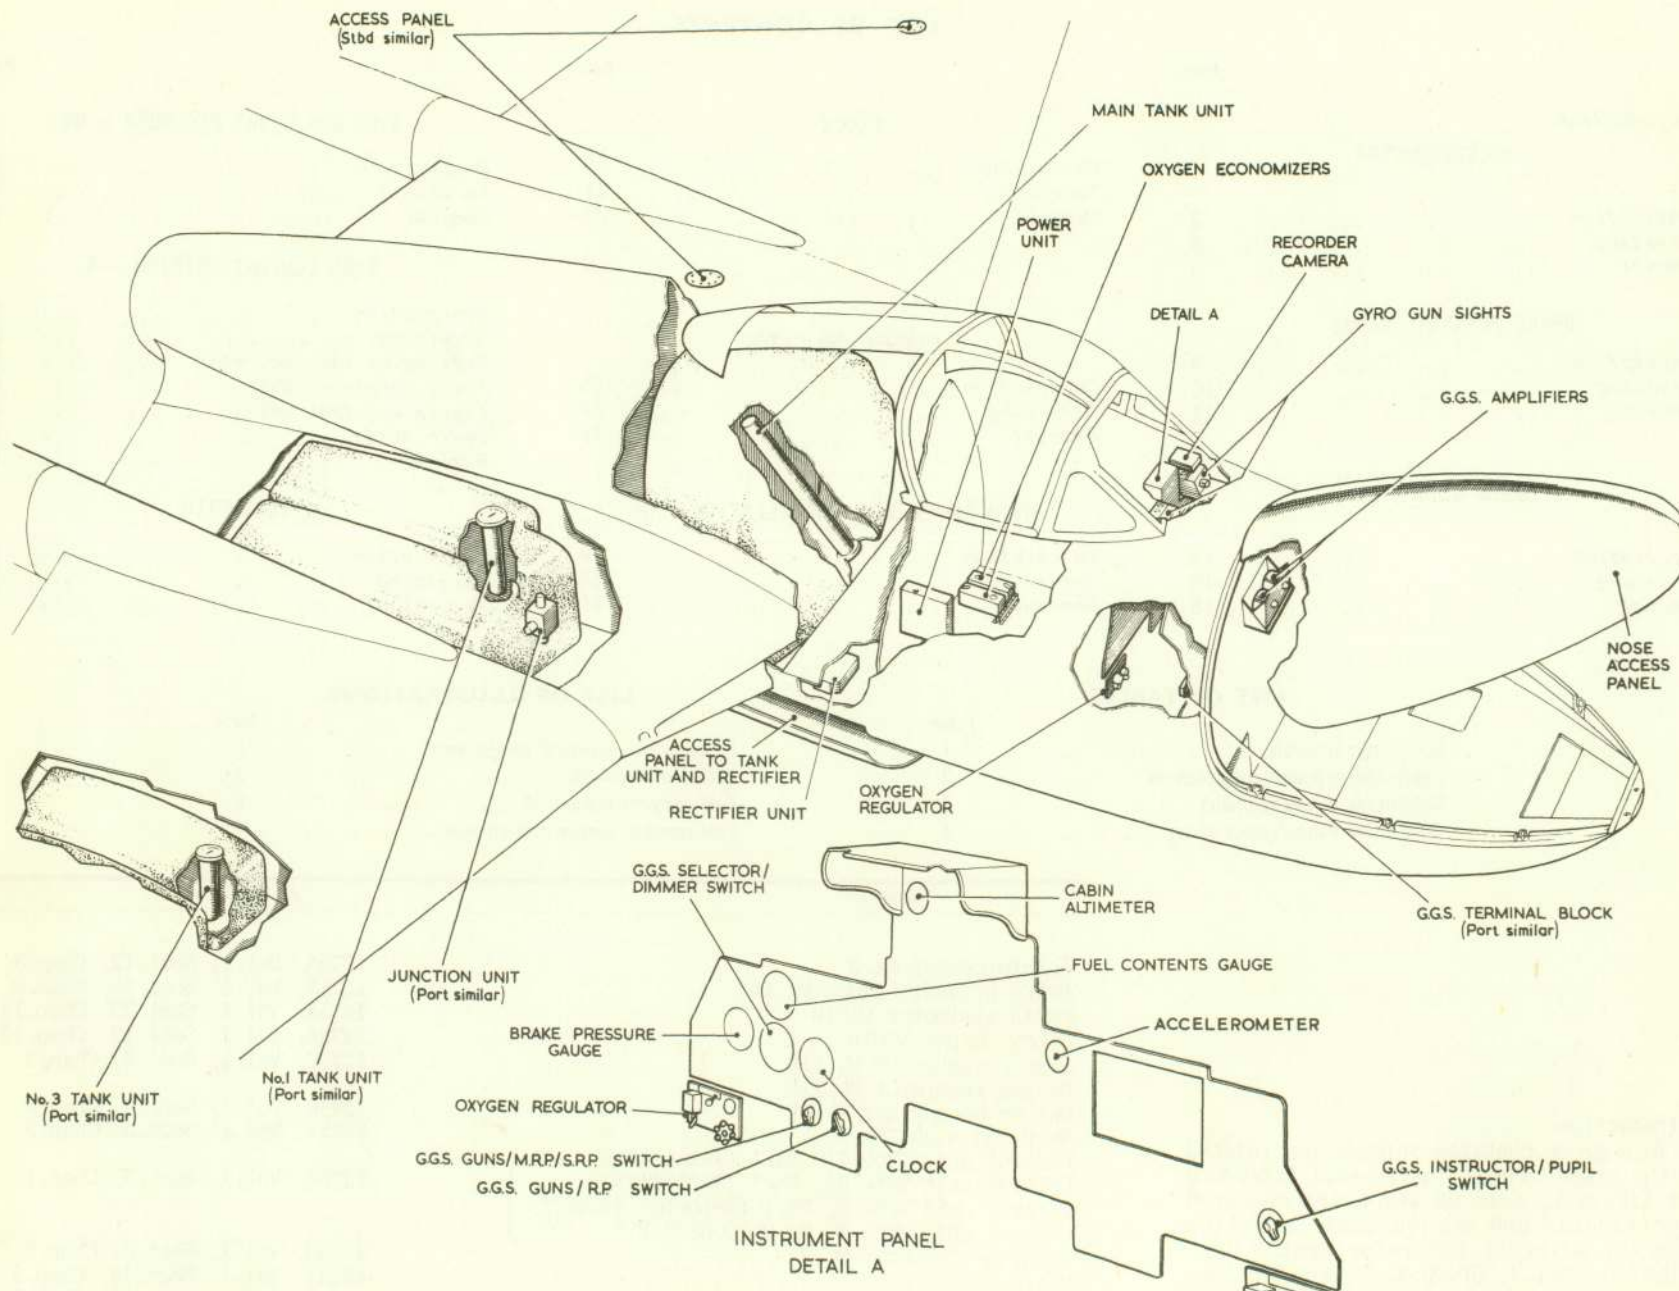 ACCESS PANEL
(Stbd similar)
MAIN TANK UNIT
OXYGEN ECONOMIZERS
POWER
UNIT
RECORDER
CAMERA
DETAIL A
GYRO GUN SIGHTS
G.G.S. AMPLIFIERS
NOSE
ACCESS
PANEL
ACCESS
PANEL TO TANK
UNIT AND RECTIFIER
RECTIFIER UNIT
OXYGEN
REGULATOR
G.G.S. TERMINAL BLOCK
(Port similar)
G.G.S. SELECTOR/
DIMMER SWITCH
CABIN
ALTIMETER
JUNCTION UNIT
(Port similar)
FUEL CONTENTS GAUGE
BRAKE PRESSURE
GAUGE
ACCELEROMETER
No.3 TANK UNIT
(Port similar)
No.1 TANK UNIT
(Port similar)
OXYGEN REGULATOR
G.G.S. GUNS/M.R.P./S.R.P. SWITCH
CLOCK
G.G.S. GUNS/R.P. SWITCH
G.G.S. INSTRUCTOR/PUPIL
SWITCH
INSTRUMENT PANEL
DETAIL A